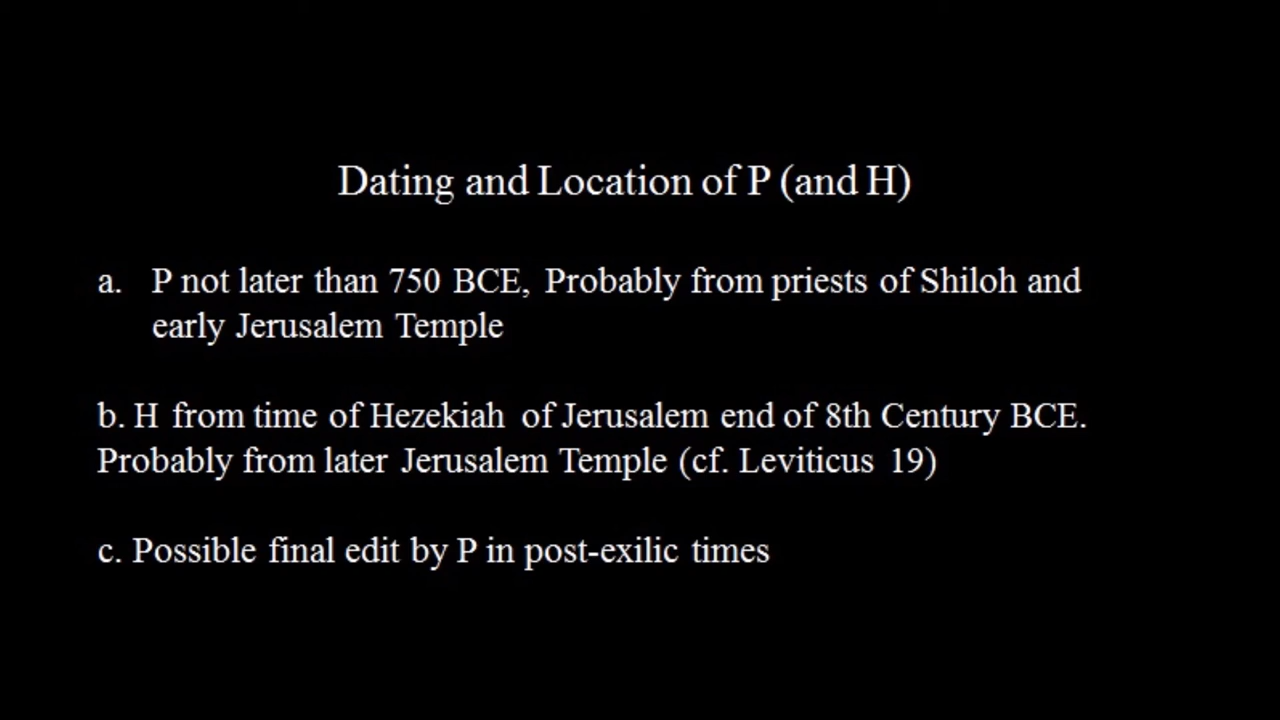 Dating and Location of P (and H)
a. P not later than 750 BCE, Probably from priests of Shiloh and
early Jerusalem Temple
b. H from time of Hezekiah of Jerusalem end of 8th Century BCE.
Probably from later Jerusalem Temple (cf. Leviticus 19)
c. Possible final edit by P in post-exilic times